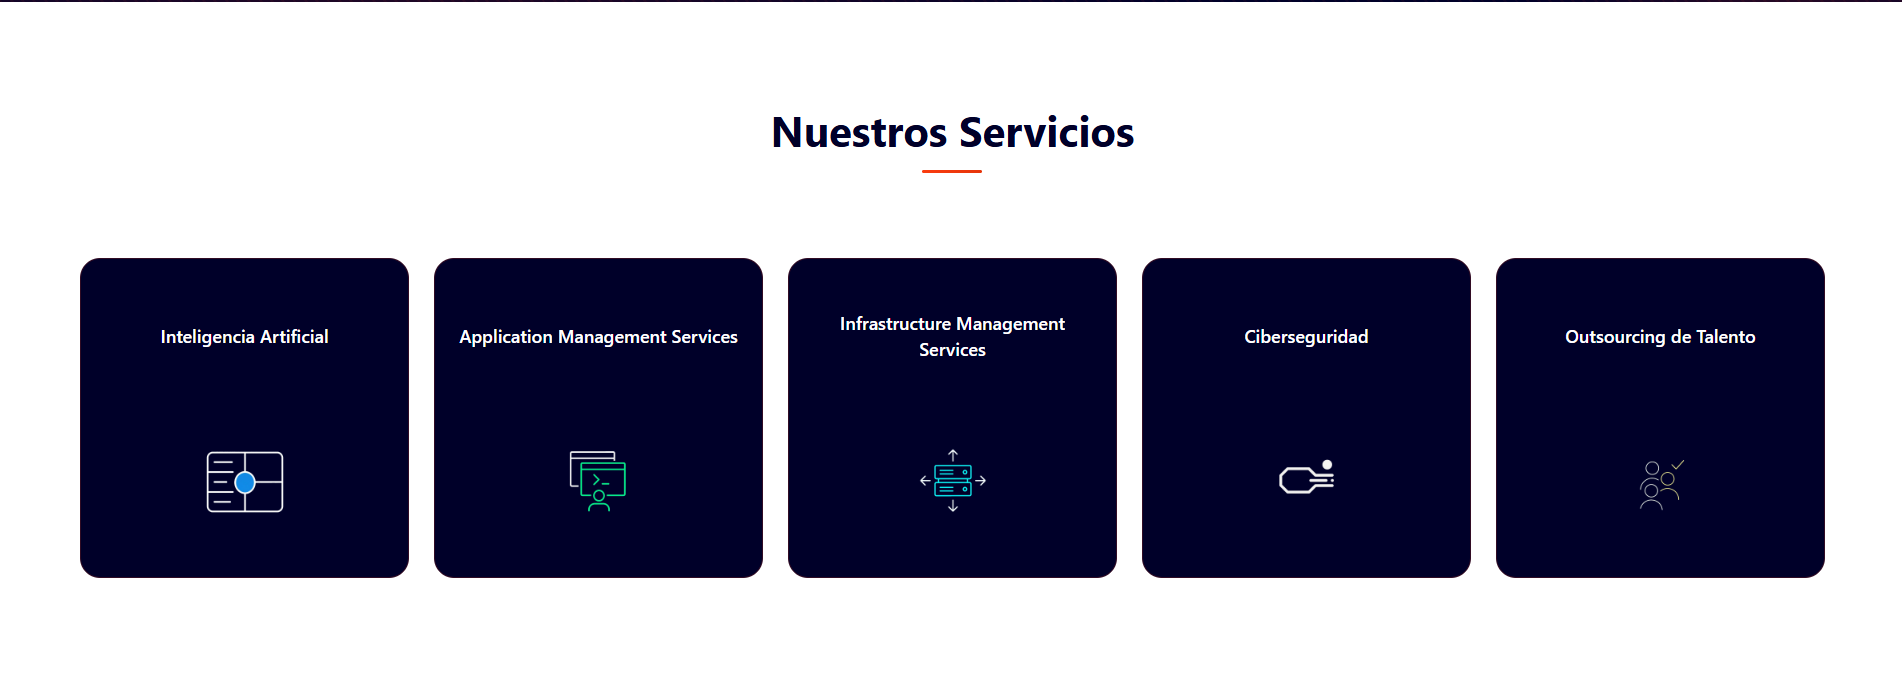 Nuestros Servicios
Inteligencia Artificial
Application Management Services
Infrastructure Management
Services
Ciberseguridad
Outsourcing de Talento